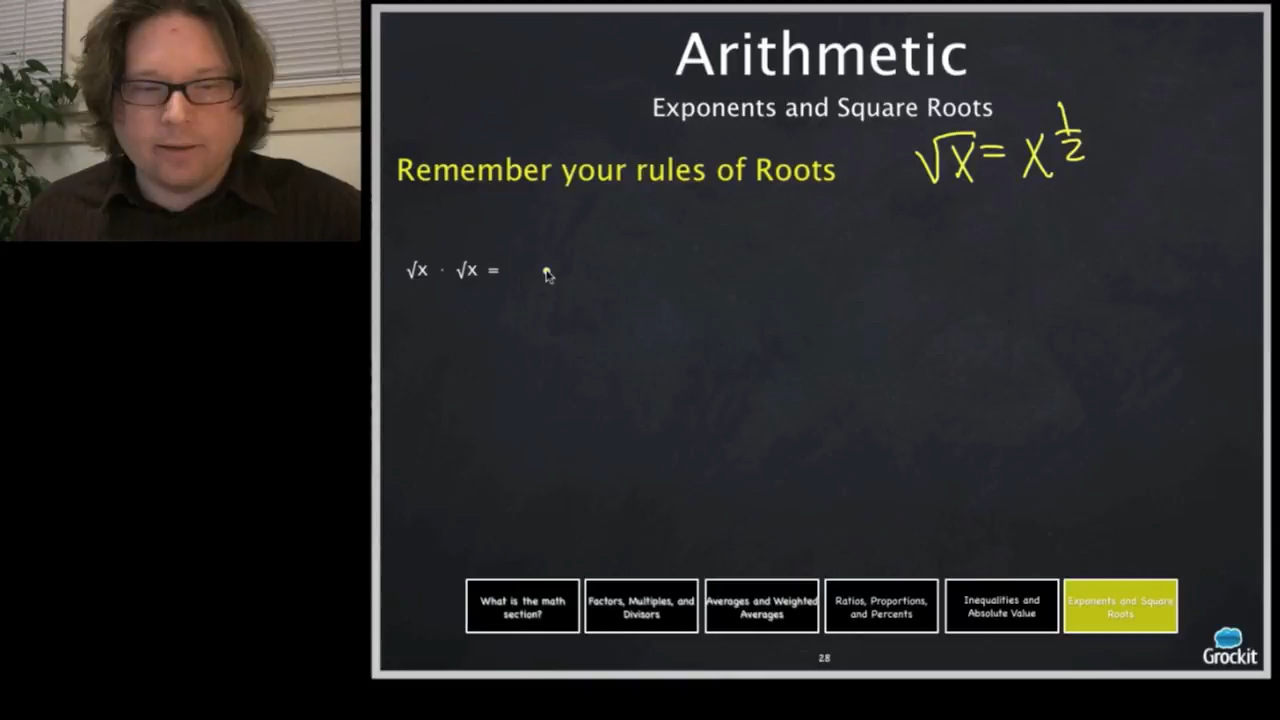 Arithmetic
Exponents and Square Roots
√x = x^1/2
Remember your rules of Roots
√x · √x =
What is the math
section?
Factors, Multiples, and
Divisors
Averages and Weighted
Averages
Ratios, Proportions,
and Percents
Inequalities and
Absolute Value
Exponents and Square
Roots
28
Grockit